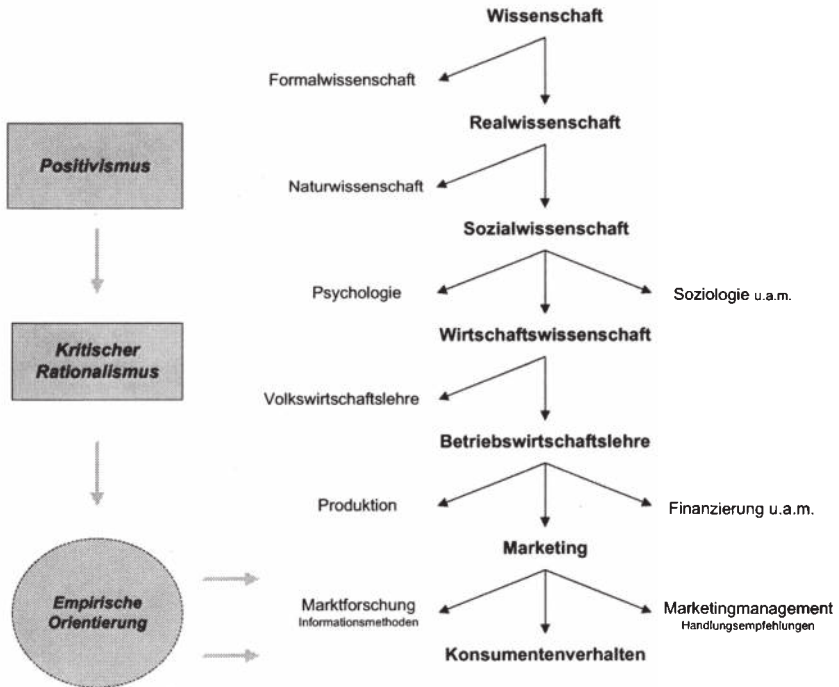 Wissenschaft
Formalwissenschaft
Realwissenschaft
Positivismus
Naturwissenschaft
Sozialwissenschaft
Psychologie
Soziologie u.a.m.
Wirtschaftswissenschaft
Kritischer
Rationalismus
Volkswirtschaftslehre
Betriebswirtschaftslehre
Produktion
Finanzierung u.a.m.
Marketing
Empirische
Orientierung
Marktforschung
Informationsmethoden
Marketingmanagement
Handlungsempfehlungen
Konsumentenverhalten